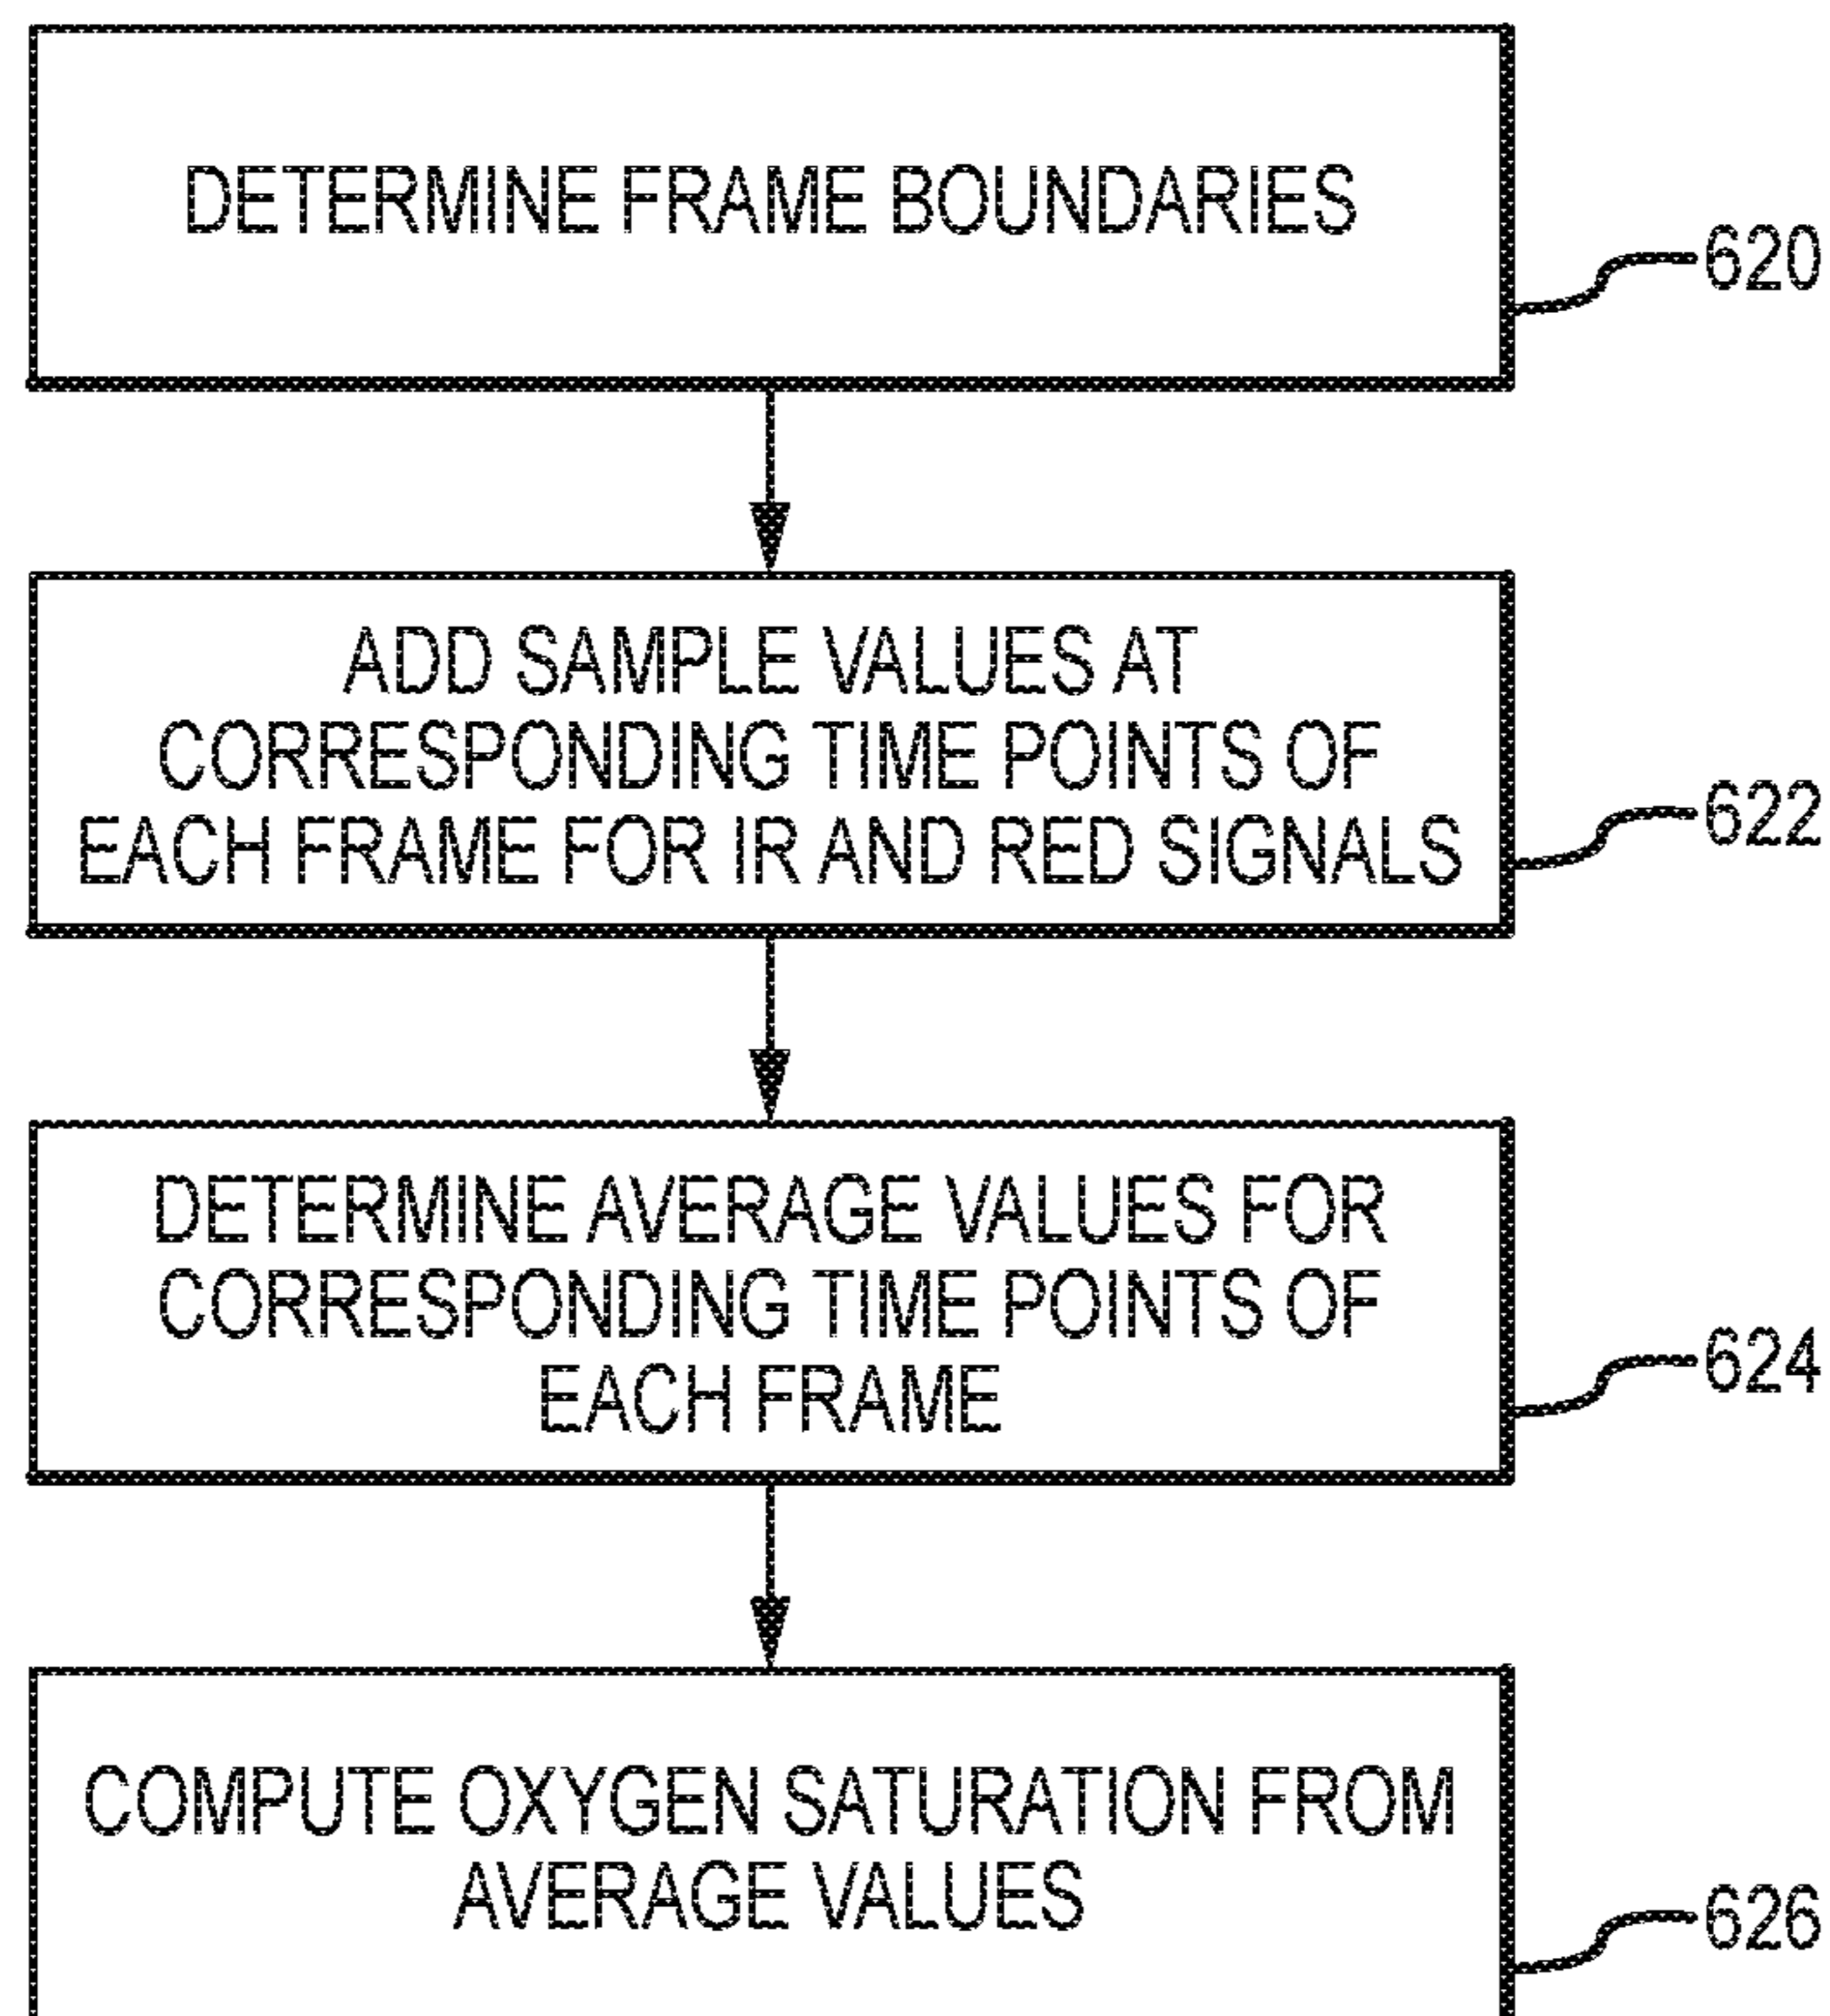 DETERMINE FRAME BOUNDARIES
620
ADD SAMPLE VALUES AT
CORRESPONDING TIME POINTS OF
EACH FRAME FOR IR AND RED SIGNALS
622
DETERMINE AVERAGE VALUES FOR
CORRESPONDING TIME POINTS OF
EACH FRAME
624
COMPUTE OXYGEN SATURATION FROM
AVERAGE VALUES
626